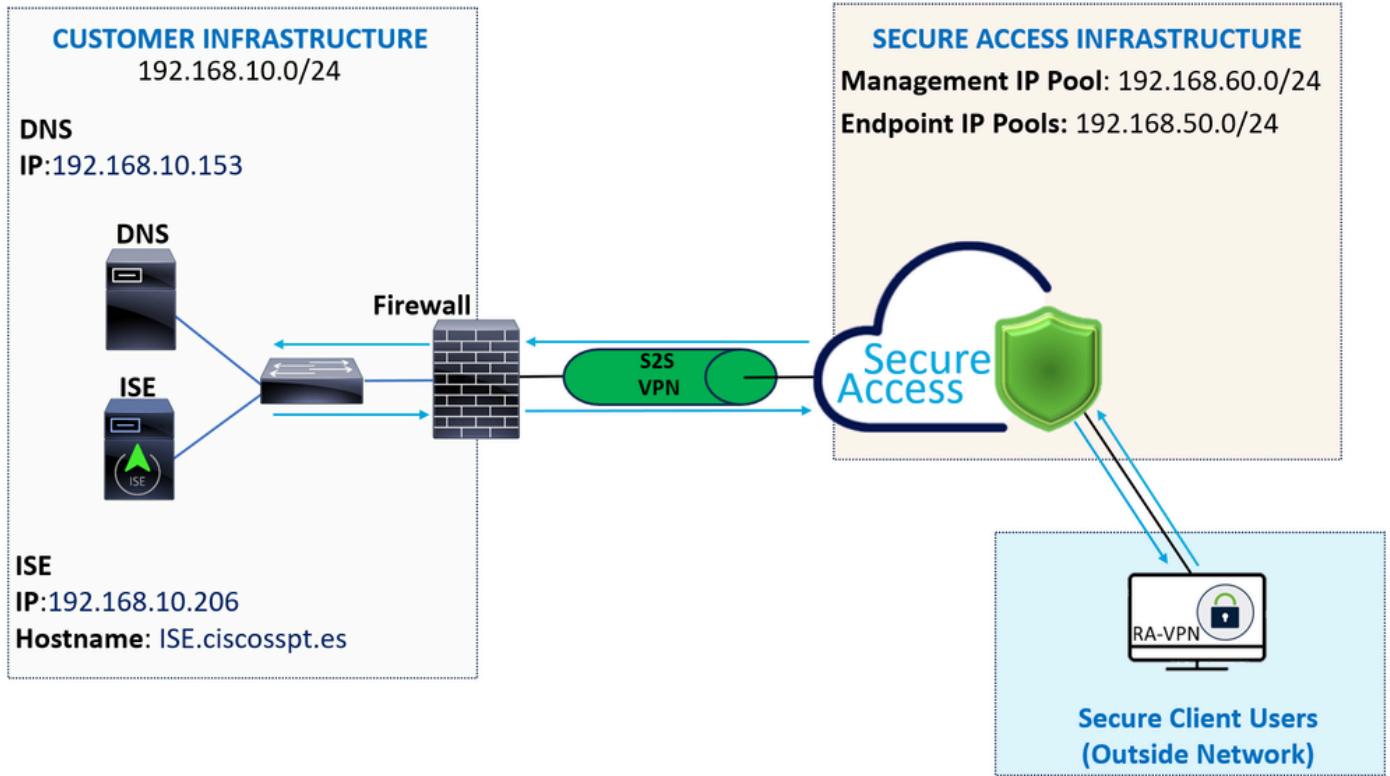 CUSTOMER INFRASTRUCTURE
192.168.10.0/24
DNS
IP:192.168.10.153
DNS
Firewall
ISE
ISE
ISE
IP:192.168.10.206
Hostname: ISE.ciscosspt.es
S2S
VPN
SECURE ACCESS INFRASTRUCTURE
Management IP Pool: 192.168.60.0/24
Endpoint IP Pools: 192.168.50.0/24
Secure
Access
RA-VPN
Secure Client Users
(Outside Network)